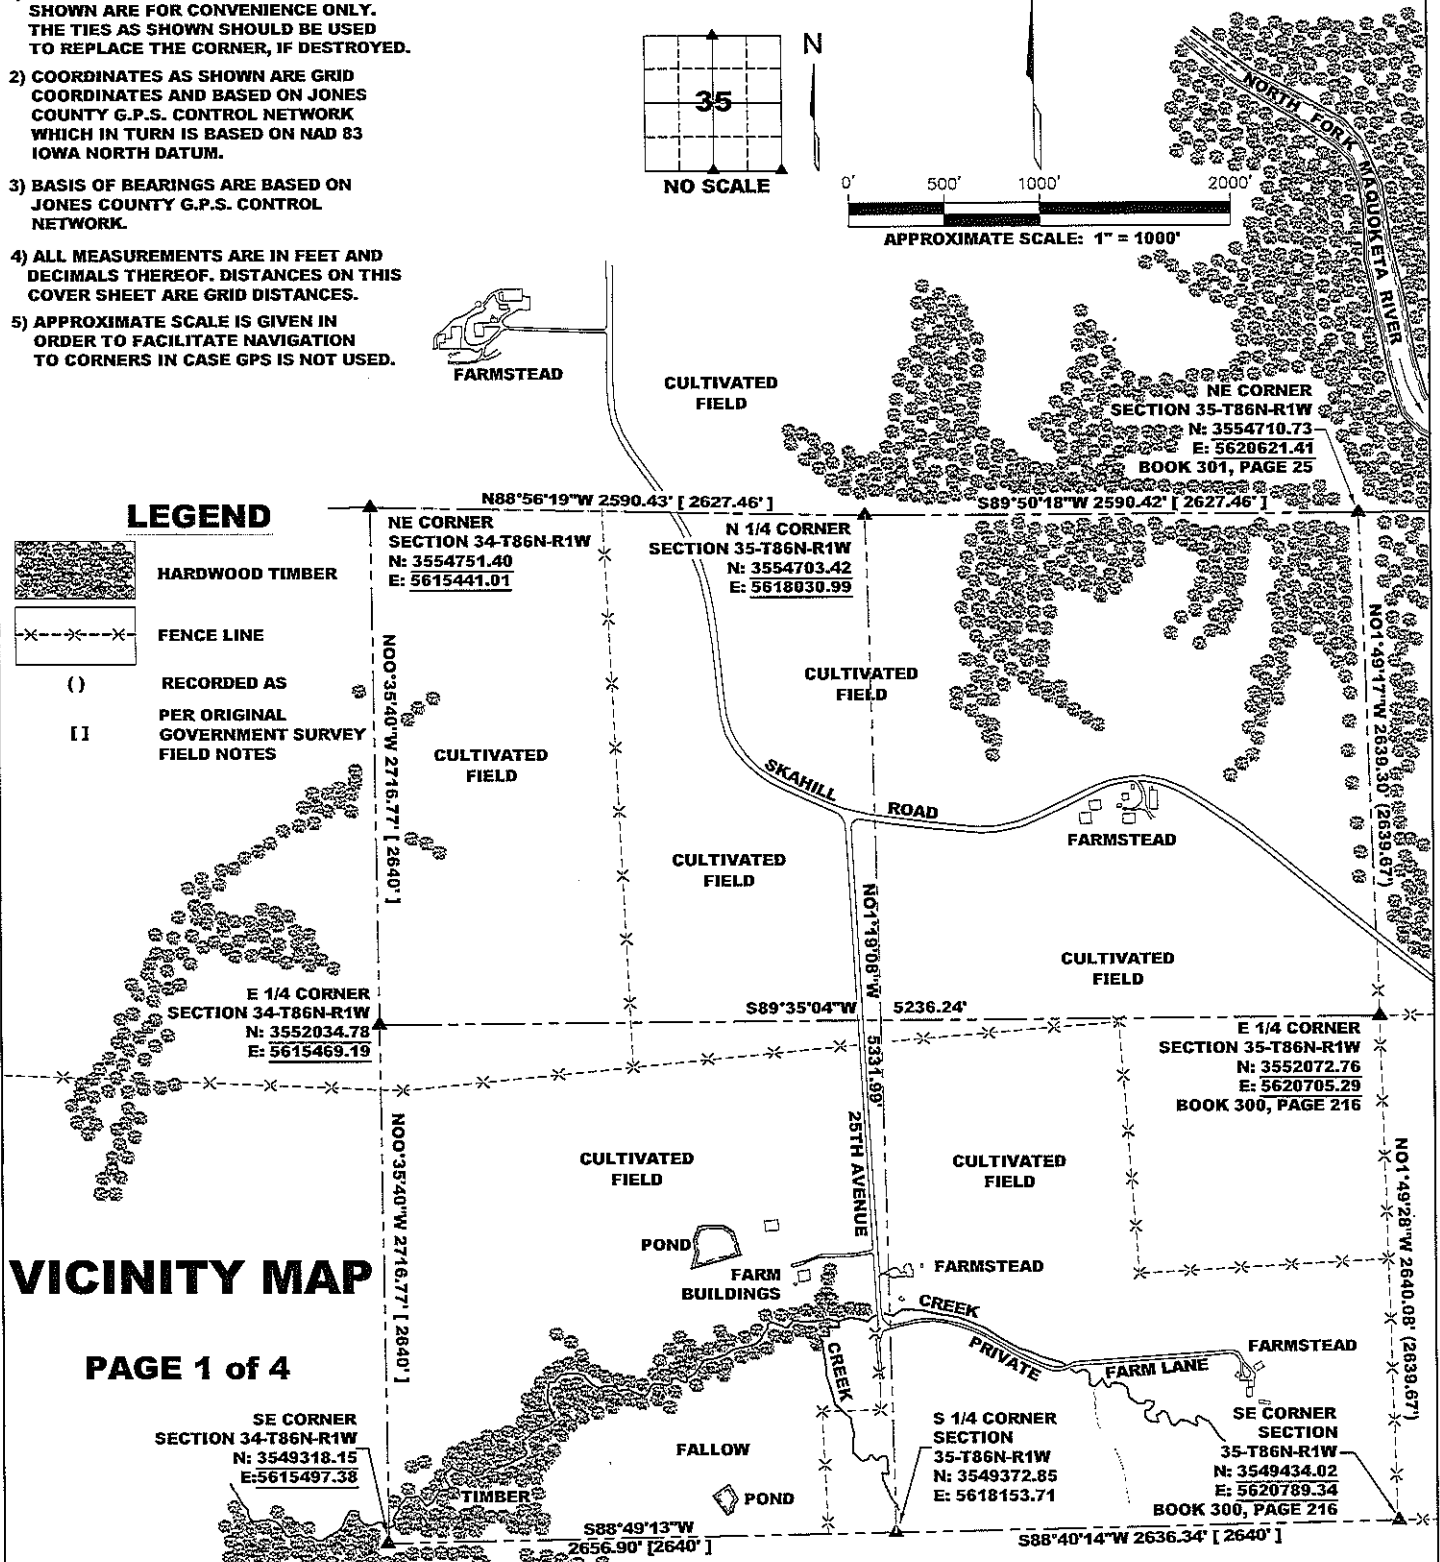 SHOWN ARE FOR CONVENIENCE ONLY.
THE TIES AS SHOWN SHOULD BE USED
TO REPLACE THE CORNER, IF DESTROYED.
2) COORDINATES AS SHOWN ARE GRID
COORDINATES AND BASED ON JONES
COUNTY G.P.S. CONTROL NETWORK
WHICH IN TURN IS BASED ON NAD 83
IOWA NORTH DATUM.
3) BASIS OF BEARINGS ARE BASED ON
JONES COUNTY G.P.S. CONTROL
NETWORK.
4) ALL MEASUREMENTS ARE IN FEET AND
DECIMALS THEREOF. DISTANCES ON THIS
COVER SHEET ARE GRID DISTANCES.
5) APPROXIMATE SCALE IS GIVEN IN
ORDER TO FACILITATE NAVIGATION
TO CORNERS IN CASE GPS IS NOT USED.
35
NO SCALE
N
0' 500' 1000' 2000'
APPROXIMATE SCALE: 1" = 1000'
NORTH FORK MAQUOKETA RIVER
FARMSTEAD
CULTIVATED
FIELD
NE CORNER
SECTION 35-T86N-R1W
N: 3554710.73
E: 5620621.41
BOOK 301, PAGE 25
N88°56'19"W 2590.43' [ 2627.46' ]
S89°50'18"W 2590.42' [ 2627.46' ]
LEGEND
HARDWOOD TIMBER
FENCE LINE
( ) RECORDED AS
[ ] PER ORIGINAL
GOVERNMENT SURVEY
FIELD NOTES
NE CORNER
SECTION 34-T86N-R1W
N: 3554751.40
E: 5615441.01
N 1/4 CORNER
SECTION 35-T86N-R1W
N: 3554703.42
E: 5618030.99
N00°35'40"W 2716.77' [ 2640' ]
N01°49'17"W 2639.30' (2639.67')
CULTIVATED
FIELD
CULTIVATED
FIELD
SKAHILL ROAD
FARMSTEAD
CULTIVATED
FIELD
N01°19'08"W 5331.99'
CULTIVATED
FIELD
E 1/4 CORNER
SECTION 34-T86N-R1W
N: 3552034.78
E: 5615469.19
S89°35'04"W 5236.24'
E 1/4 CORNER
SECTION 35-T86N-R1W
N: 3552072.76
E: 5620705.29
BOOK 300, PAGE 216
N00°35'40"W 2716.77' [ 2640' ]
25TH AVENUE
N01°49'28"W 2640.08' (2639.67')
CULTIVATED
FIELD
CULTIVATED
FIELD
POND
FARM
BUILDINGS
FARMSTEAD
VICINITY MAP
PAGE 1 of 4
CREEK
CREEK
PRIVATE FARM LANE
FARMSTEAD
SE CORNER
SECTION 34-T86N-R1W
N: 3549318.15
E:5615497.38
TIMBER
FALLOW
POND
S 1/4 CORNER
SECTION
35-T86N-R1W
N: 3549372.85
E: 5618153.71
SE CORNER
SECTION
35-T86N-R1W
N: 3549434.02
E: 5620789.34
BOOK 300, PAGE 216
S88°49'13"W
2656.90' [2640' ]
S88°40'14"W 2636.34' [ 2640' ]